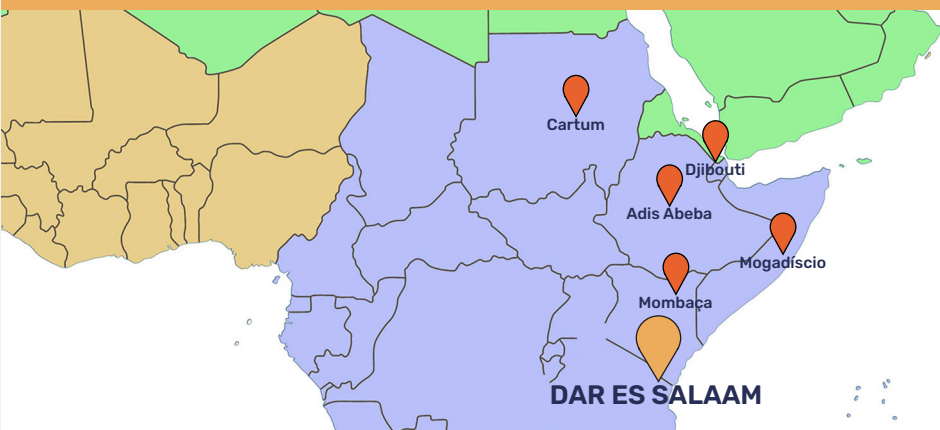 Cartum
Djibouti
Adis Abeba
Mogadíscio
Mombaça
DAR ES SALAAM